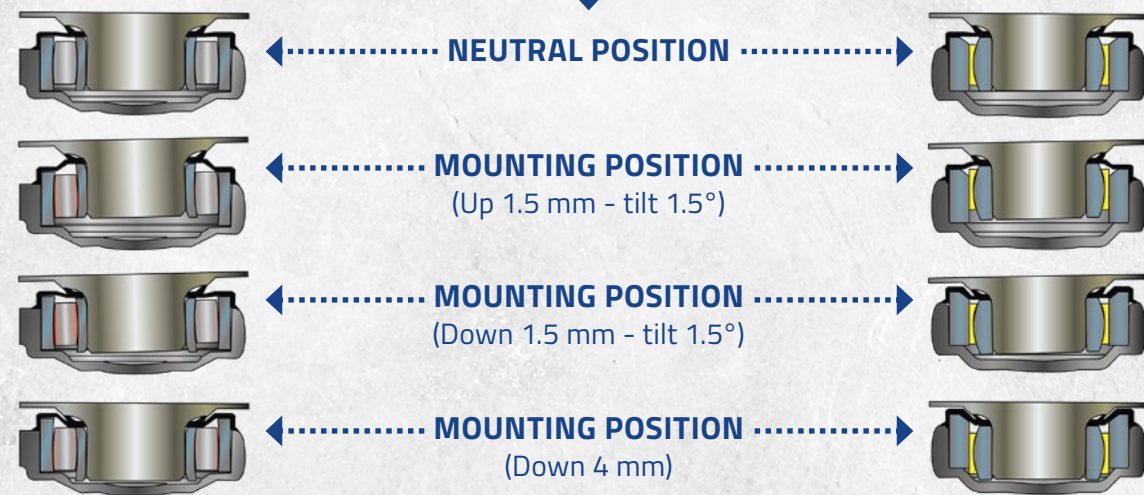 NEUTRAL POSITION
MOUNTING POSITION
(Up 1.5 mm - tilt 1.5°)
MOUNTING POSITION
(Down 1.5 mm - tilt 1.5°)
MOUNTING POSITION
(Down 4 mm)